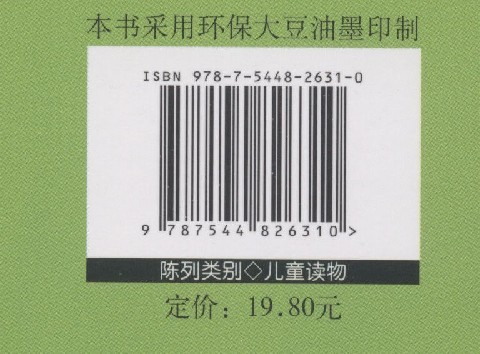 本书采用环保大豆油墨印制
ISBN 978-7-5448-2631-0
9 787544 826310 >
陈列类别◇儿童读物
定价：19.80元